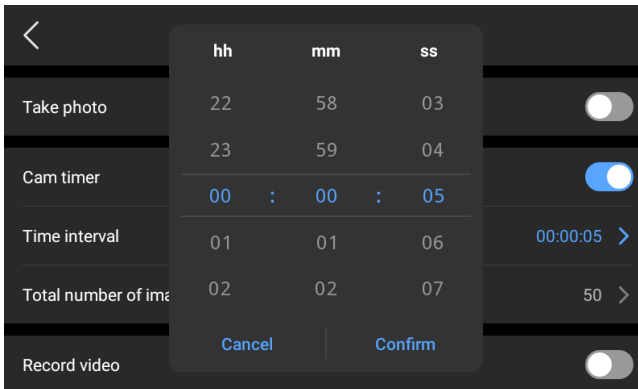 hh mm ss
Take photo
22 58 03
23 59 04
Cam timer
00 : 00 : 05
Time interval
01 01 06
00:00:05
Total number of ima
02 02 07
50
Cancel Confirm
Record video